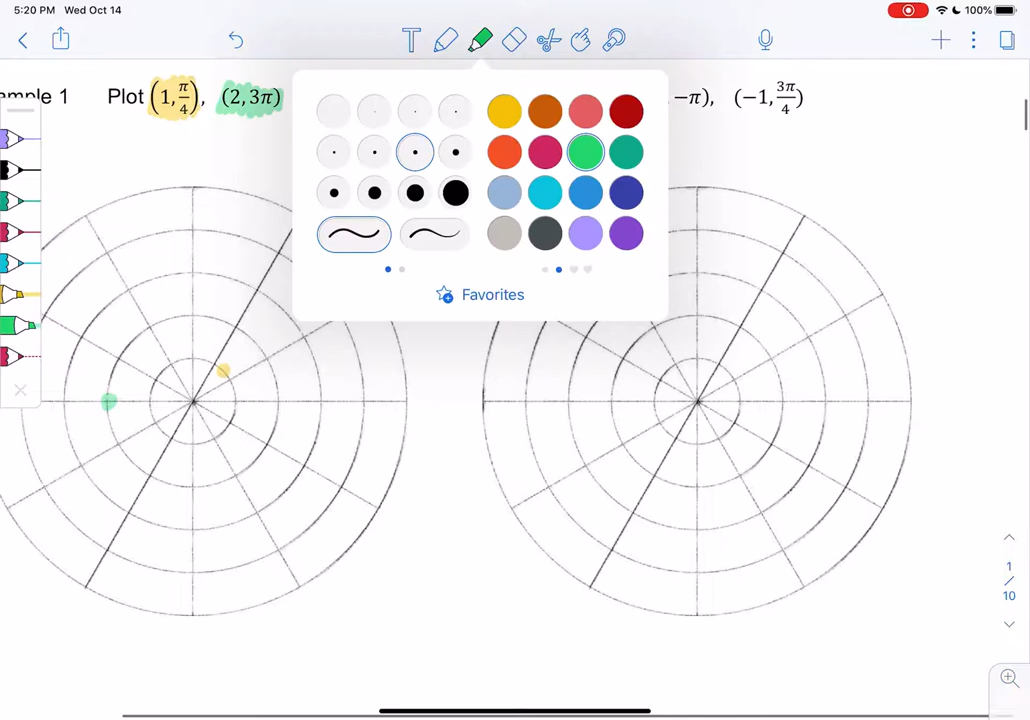 5:20 PM Wed Oct 14
100%
T
ample 1 Plot (1, π/4), (2, 3π) −π), (−1, 3π/4)
Favorites
1
/
10